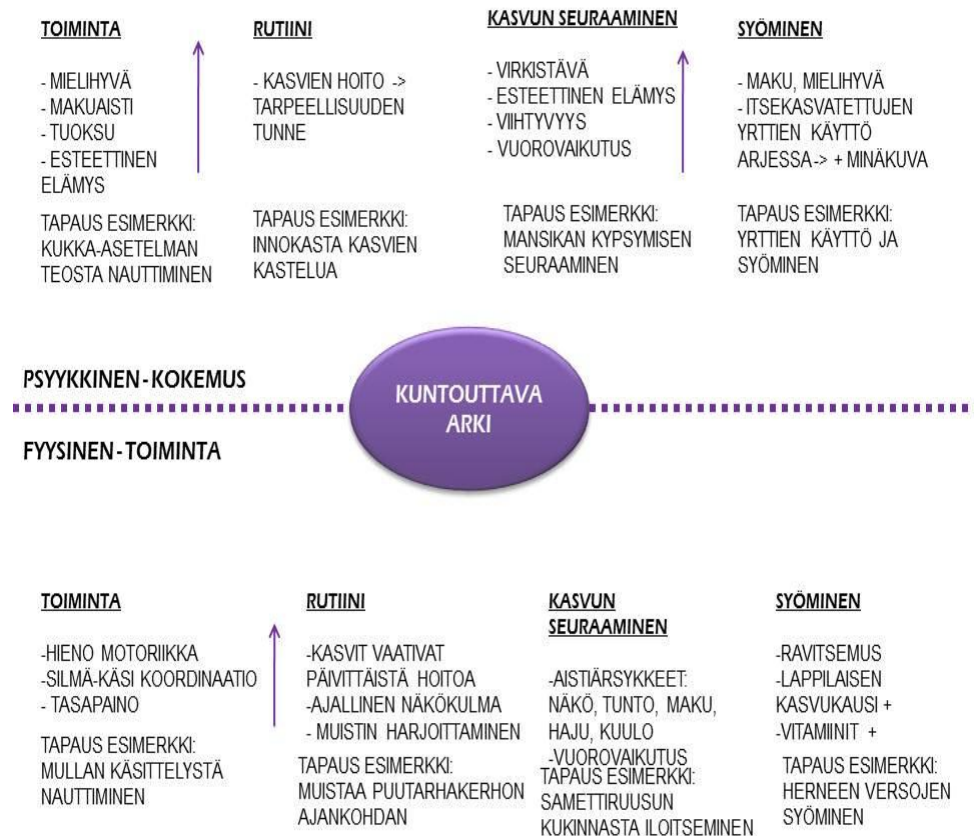 TOIMINTA
- MIELIHYVÄ
- MAKUAISTI
- TUOKSU
- ESTEETTINEN
ELÄMYS
TAPAUS ESIMERKKI:
KUKKA-ASETELMAN
TEOSTA NAUTTIMINEN
RUTIINI
- KASVIEN HOITO ->
TARPEELLISUUDEN
TUNNE
TAPAUS ESIMERKKI:
INNOKASTA KASVIEN
KASTELUA
KASVUN SEURAAMINEN
- VIRKISTÄVÄ
- ESTEETTINEN ELÄMYS
- VIIHTYVYYS
- VUOROVAIKUTUS
TAPAUS ESIMERKKI:
MANSIKAN KYPSYMISEN
SEURAAMINEN
SYÖMINEN
- MAKU, MIELIHYVÄ
- ITSEKASVATETTUJEN
YRTTIEN KÄYTTÖ
ARJESSA-> + MINÄKUVA
TAPAUS ESIMERKKI:
YRTTIEN KÄYTTÖ JA
SYÖMINEN
PSYYKKINEN - KOKEMUS
KUNTOUTTAVA
ARKI
FYYSINEN - TOIMINTA
TOIMINTA
-HIENO MOTORIIKKA
-SILMÄ-KÄSI KOORDINAATIO
- TASAPAINO
TAPAUS ESIMERKKI:
MULLAN KÄSITTELYSTÄ
NAUTTIMINEN
RUTIINI
-KASVIT VAATIVAT
PÄIVITTÄISTÄ HOITOA
-AJALLINEN NÄKÖKULMA
- MUISTIN HARJOITTAMINEN
TAPAUS ESIMERKKI:
MUISTAA PUUTARHAKERHON
AJANKOHDAN
KASVUN
SEURAAMINEN
-AISTIÄRSYKKEET:
NÄKÖ, TUNTO, MAKU,
HAJU, KUULO
-VUOROVAIKUTUS
TAPAUS ESIMERKKI:
SAMETTIRUUSUN
KUKINNASTA ILOITSEMINEN
SYÖMINEN
-RAVITSEMUS
-LAPPILAISEN
KASVUKAUSI +
-VITAMIINIT +
TAPAUS ESIMERKKI:
HERNEEN VERSOJEN
SYÖMINEN